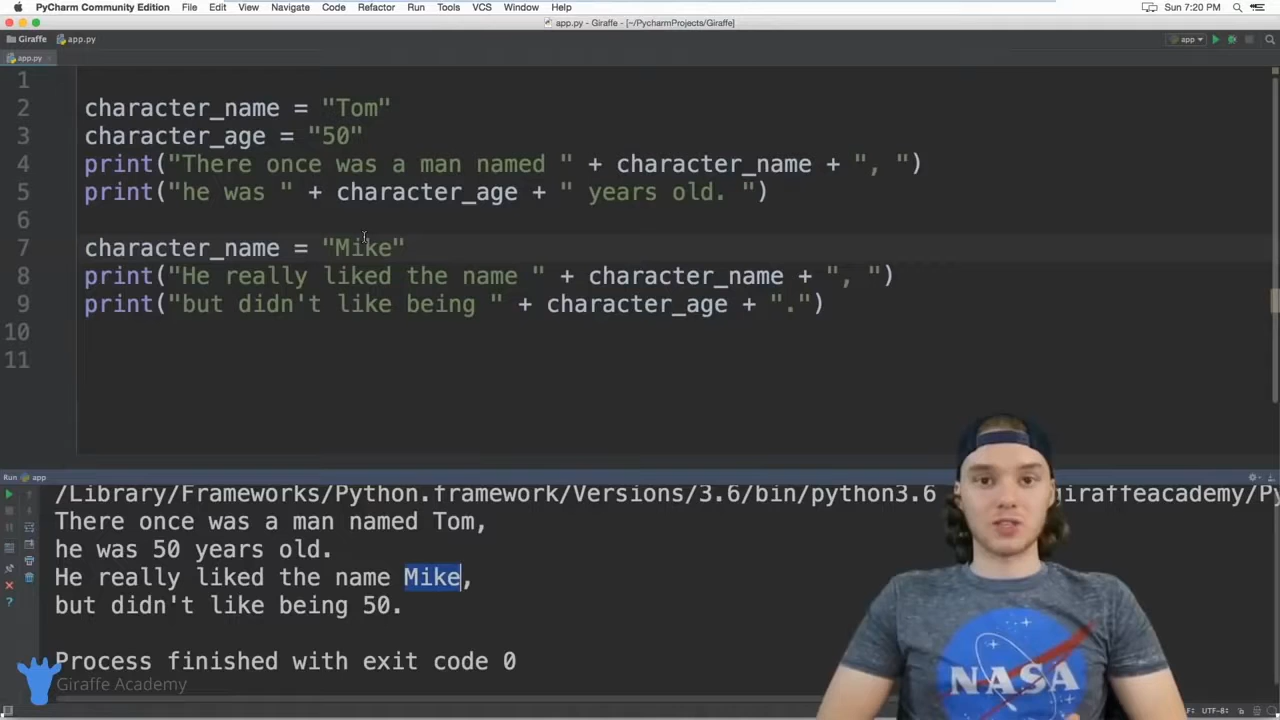 PyCharm Community Edition File Edit View Navigate Code Refactor Run Tools VCS Window Help Sun 7:20 PM
app.py - Giraffe - [~/PycharmProjects/Giraffe]
Giraffe app.py app
app.py
1
2 character_name = "Tom"
3 character_age = "50"
4 print("There once was a man named " + character_name + ", ")
5 print("he was " + character_age + " years old. ")
6
7 character_name = "Mike"
8 print("He really liked the name " + character_name + ", ")
9 print("but didn't like being " + character_age + ".")
10
11
Run app
/Library/Frameworks/Python.framework/Versions/3.6/bin/python3.6 giraffeacademy/Py
There once was a man named Tom,
he was 50 years old.
He really liked the name Mike,
but didn't like being 50.
Process finished with exit code 0
Giraffe Academy
NASA
UTF-8